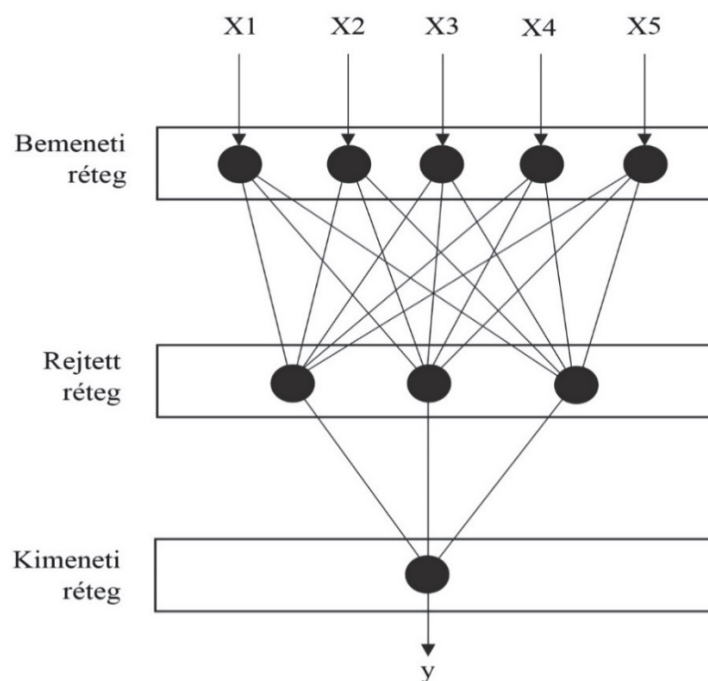 X1 X2 X3 X4 X5
Bemeneti
réteg
Rejtett
réteg
Kimeneti
réteg
y